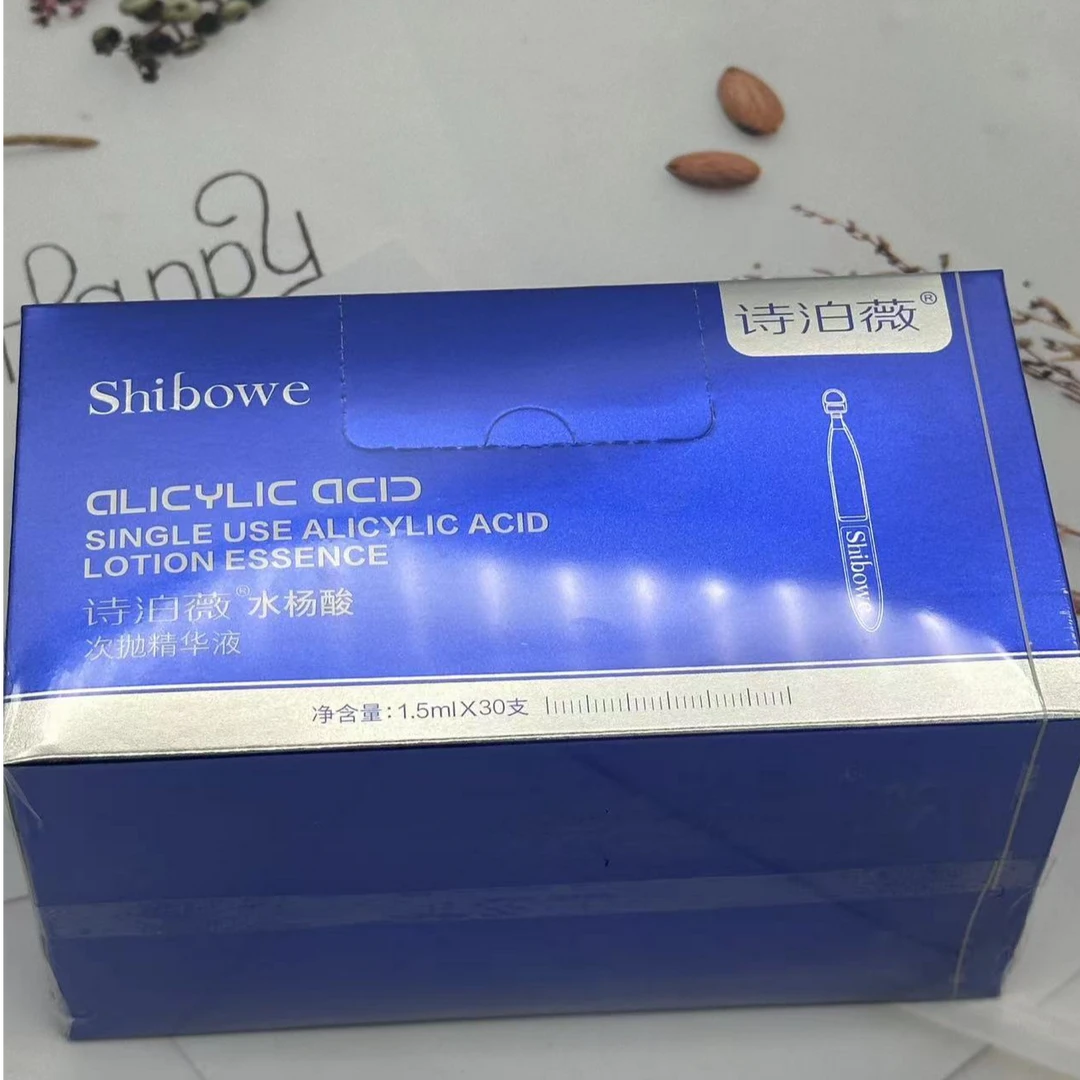 Pappy
诗泊薇®
Shibowe
ALICYLIC ACID
SINGLE USE ALICYLIC ACID
LOTION ESSENCE
诗泊薇®水杨酸
次抛精华液
Shibowe
净含量:1.5mlX30支